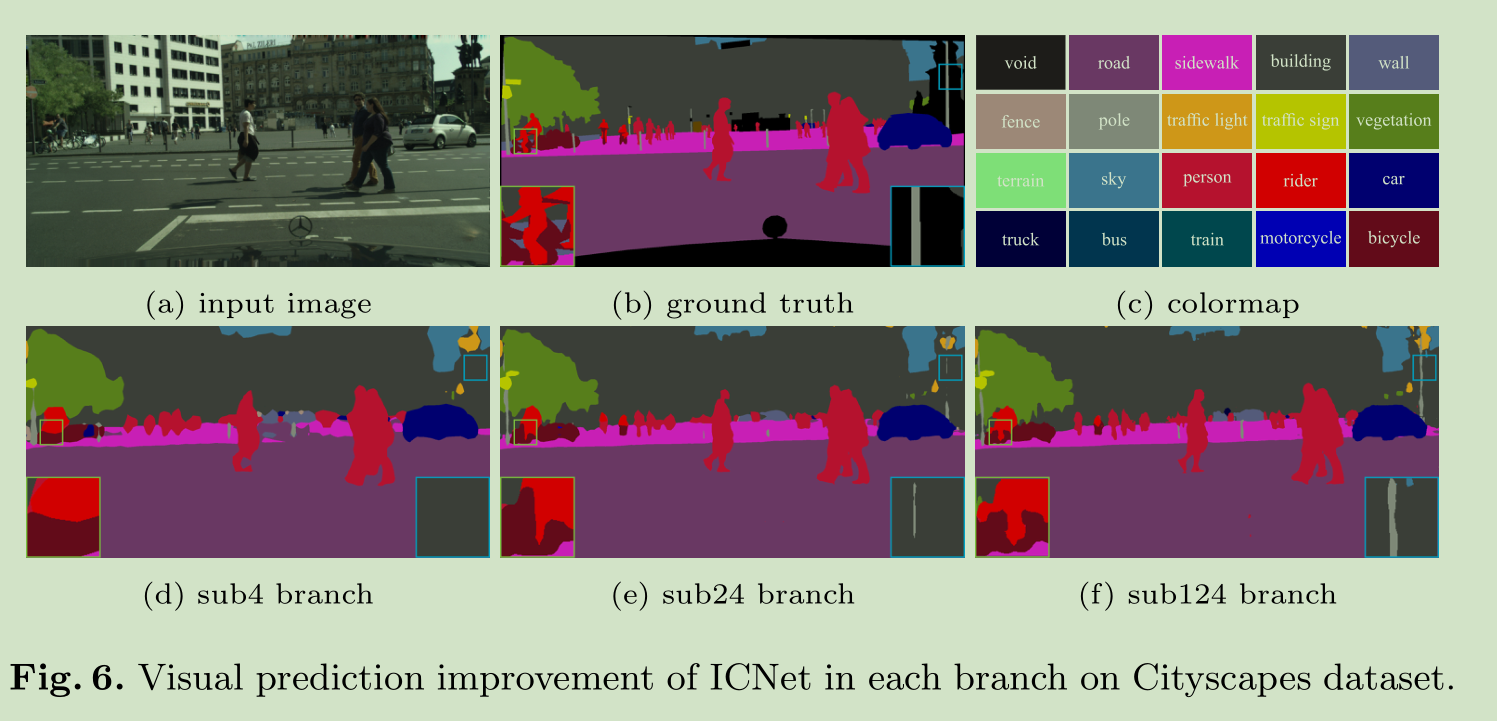 PAL ZILERI
void road sidewalk building wall
fence pole traffic light traffic sign vegetation
terrain sky person rider car
truck bus train motorcycle bicycle
(a) input image (b) ground truth (c) colormap
(d) sub4 branch (e) sub24 branch (f) sub124 branch
Fig. 6. Visual prediction improvement of ICNet in each branch on Cityscapes dataset.